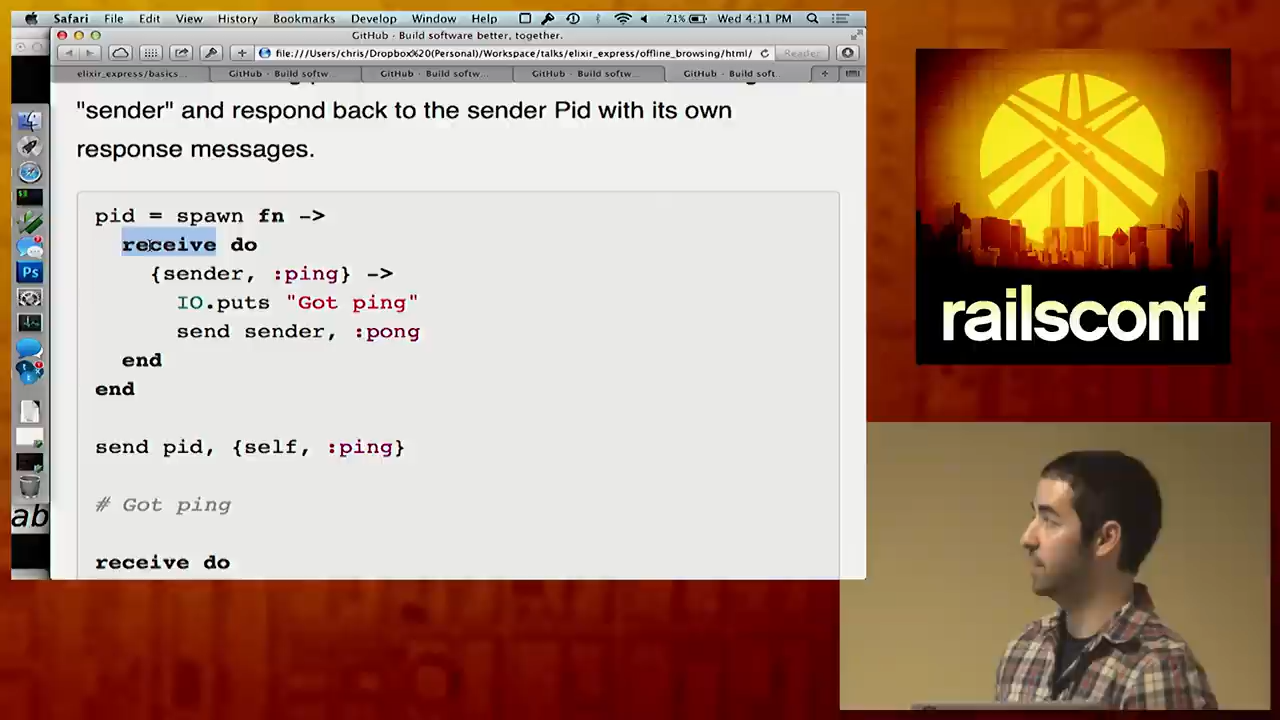 Safari File Edit View History Bookmarks Develop Window Help 71% Wed 4:11 PM
GitHub · Build software better, together.
file:///Users/chris/Dropbox%20(Personal)/Workspace/talks/elixir_express/offline_browsing/html/ Reader
elixir_express/basics... GitHub · Build softw... GitHub · Build softw... GitHub · Build softw... GitHub · Build soft...
"sender" and respond back to the sender Pid with its own
response messages.
pid = spawn fn ->
receive do
{sender, :ping} ->
IO.puts "Got ping"
send sender, :pong
end
end
send pid, {self, :ping}
# Got ping
receive do
Ps
ab
railsconf